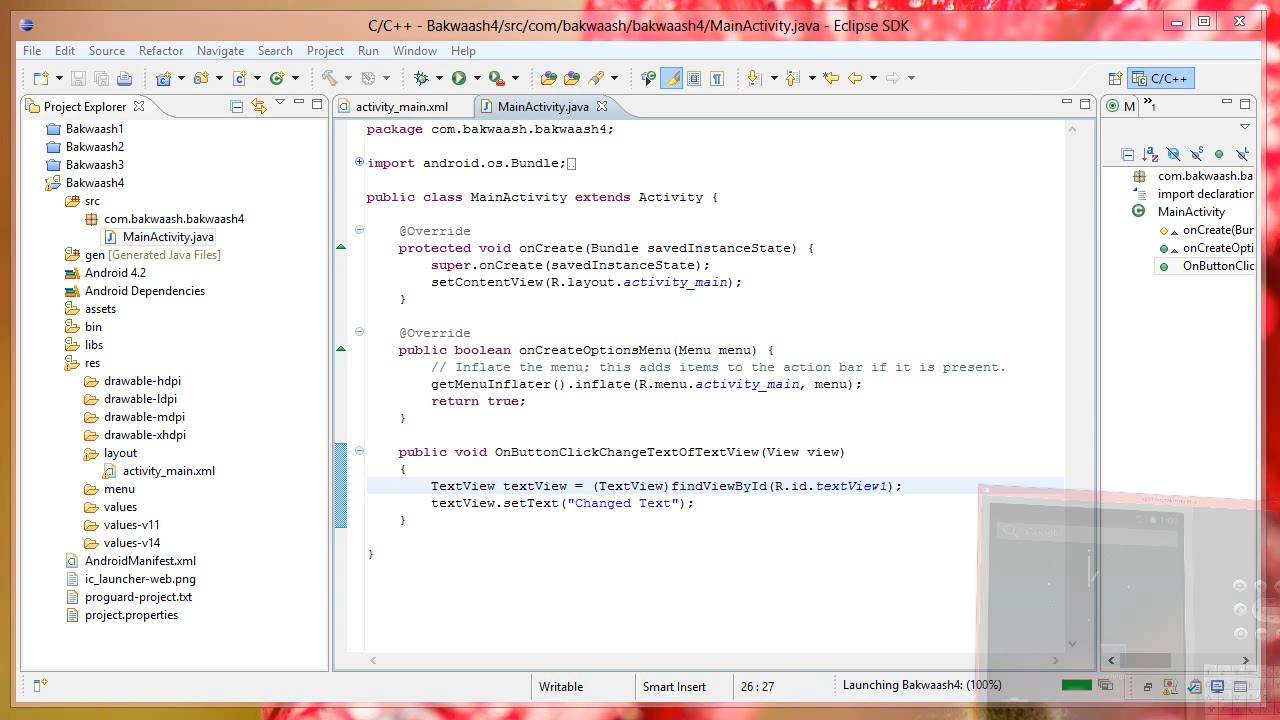 C/C++ - Bakwaash4/src/com/bakwaash/bakwaash4/MainActivity.java - Eclipse SDK
File Edit Source Refactor Navigate Search Project Run Window Help
C/C++
Project Explorer
activity_main.xml
MainActivity.java
M
»1
Bakwaash1
Bakwaash2
Bakwaash3
Bakwaash4
src
com.bakwaash.bakwaash4
MainActivity.java
gen [Generated Java Files]
Android 4.2
Android Dependencies
assets
bin
libs
res
drawable-hdpi
drawable-ldpi
drawable-mdpi
drawable-xhdpi
layout
activity_main.xml
menu
values
values-v11
values-v14
AndroidManifest.xml
ic_launcher-web.png
proguard-project.txt
project.properties
package com.bakwaash.bakwaash4;
import android.os.Bundle;
public class MainActivity extends Activity {
@Override
protected void onCreate(Bundle savedInstanceState) {
super.onCreate(savedInstanceState);
setContentView(R.layout.activity_main);
}
@Override
public boolean onCreateOptionsMenu(Menu menu) {
// Inflate the menu; this adds items to the action bar if it is present.
getMenuInflater().inflate(R.menu.activity_main, menu);
return true;
}
public void OnButtonClickChangeTextOfTextView(View view)
{
TextView textView = (TextView)findViewById(R.id.textView1);
textView.setText("Changed Text");
}
}
com.bakwaash.ba
import declaration
MainActivity
onCreate(Bun
onCreateOpti
OnButtonClic
Google
Writable
Smart Insert
26 : 27
Launching Bakwaash4: (100%)